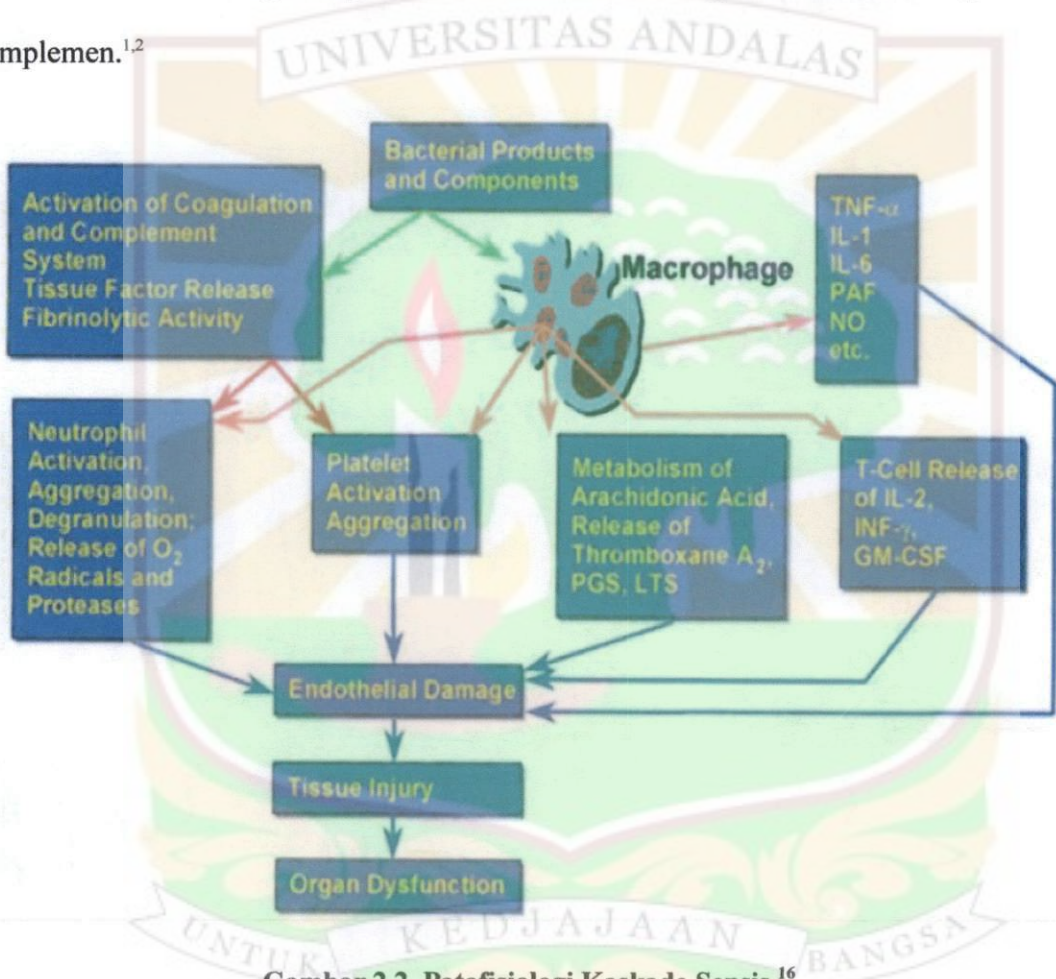 UNIVERSITAS ANDALAS
mplemen.1,2
Bacterial Products
and Components
Activation of Coagulation
and Complement
System
Tissue Factor Release
Fibrinolytic Activity
Macrophage
TNF-α
IL-1
IL-6
PAF
NO
etc.
Neutrophil
Activation,
Aggregation,
Degranulation;
Release of O2
Radicals and
Proteases
Platelet
Activation
Aggregation
Metabolism of
Arachidonic Acid,
Release of
Thromboxane A2,
PGS, LTS
T-Cell Release
of IL-2,
INF-γ,
GM-CSF
Endothelial Damage
Tissue Injury
Organ Dysfunction
UNTUK KEDJAJAAN BANGSA
Gambar 2.2. Patofisiologi Kaskade Sepsis.16